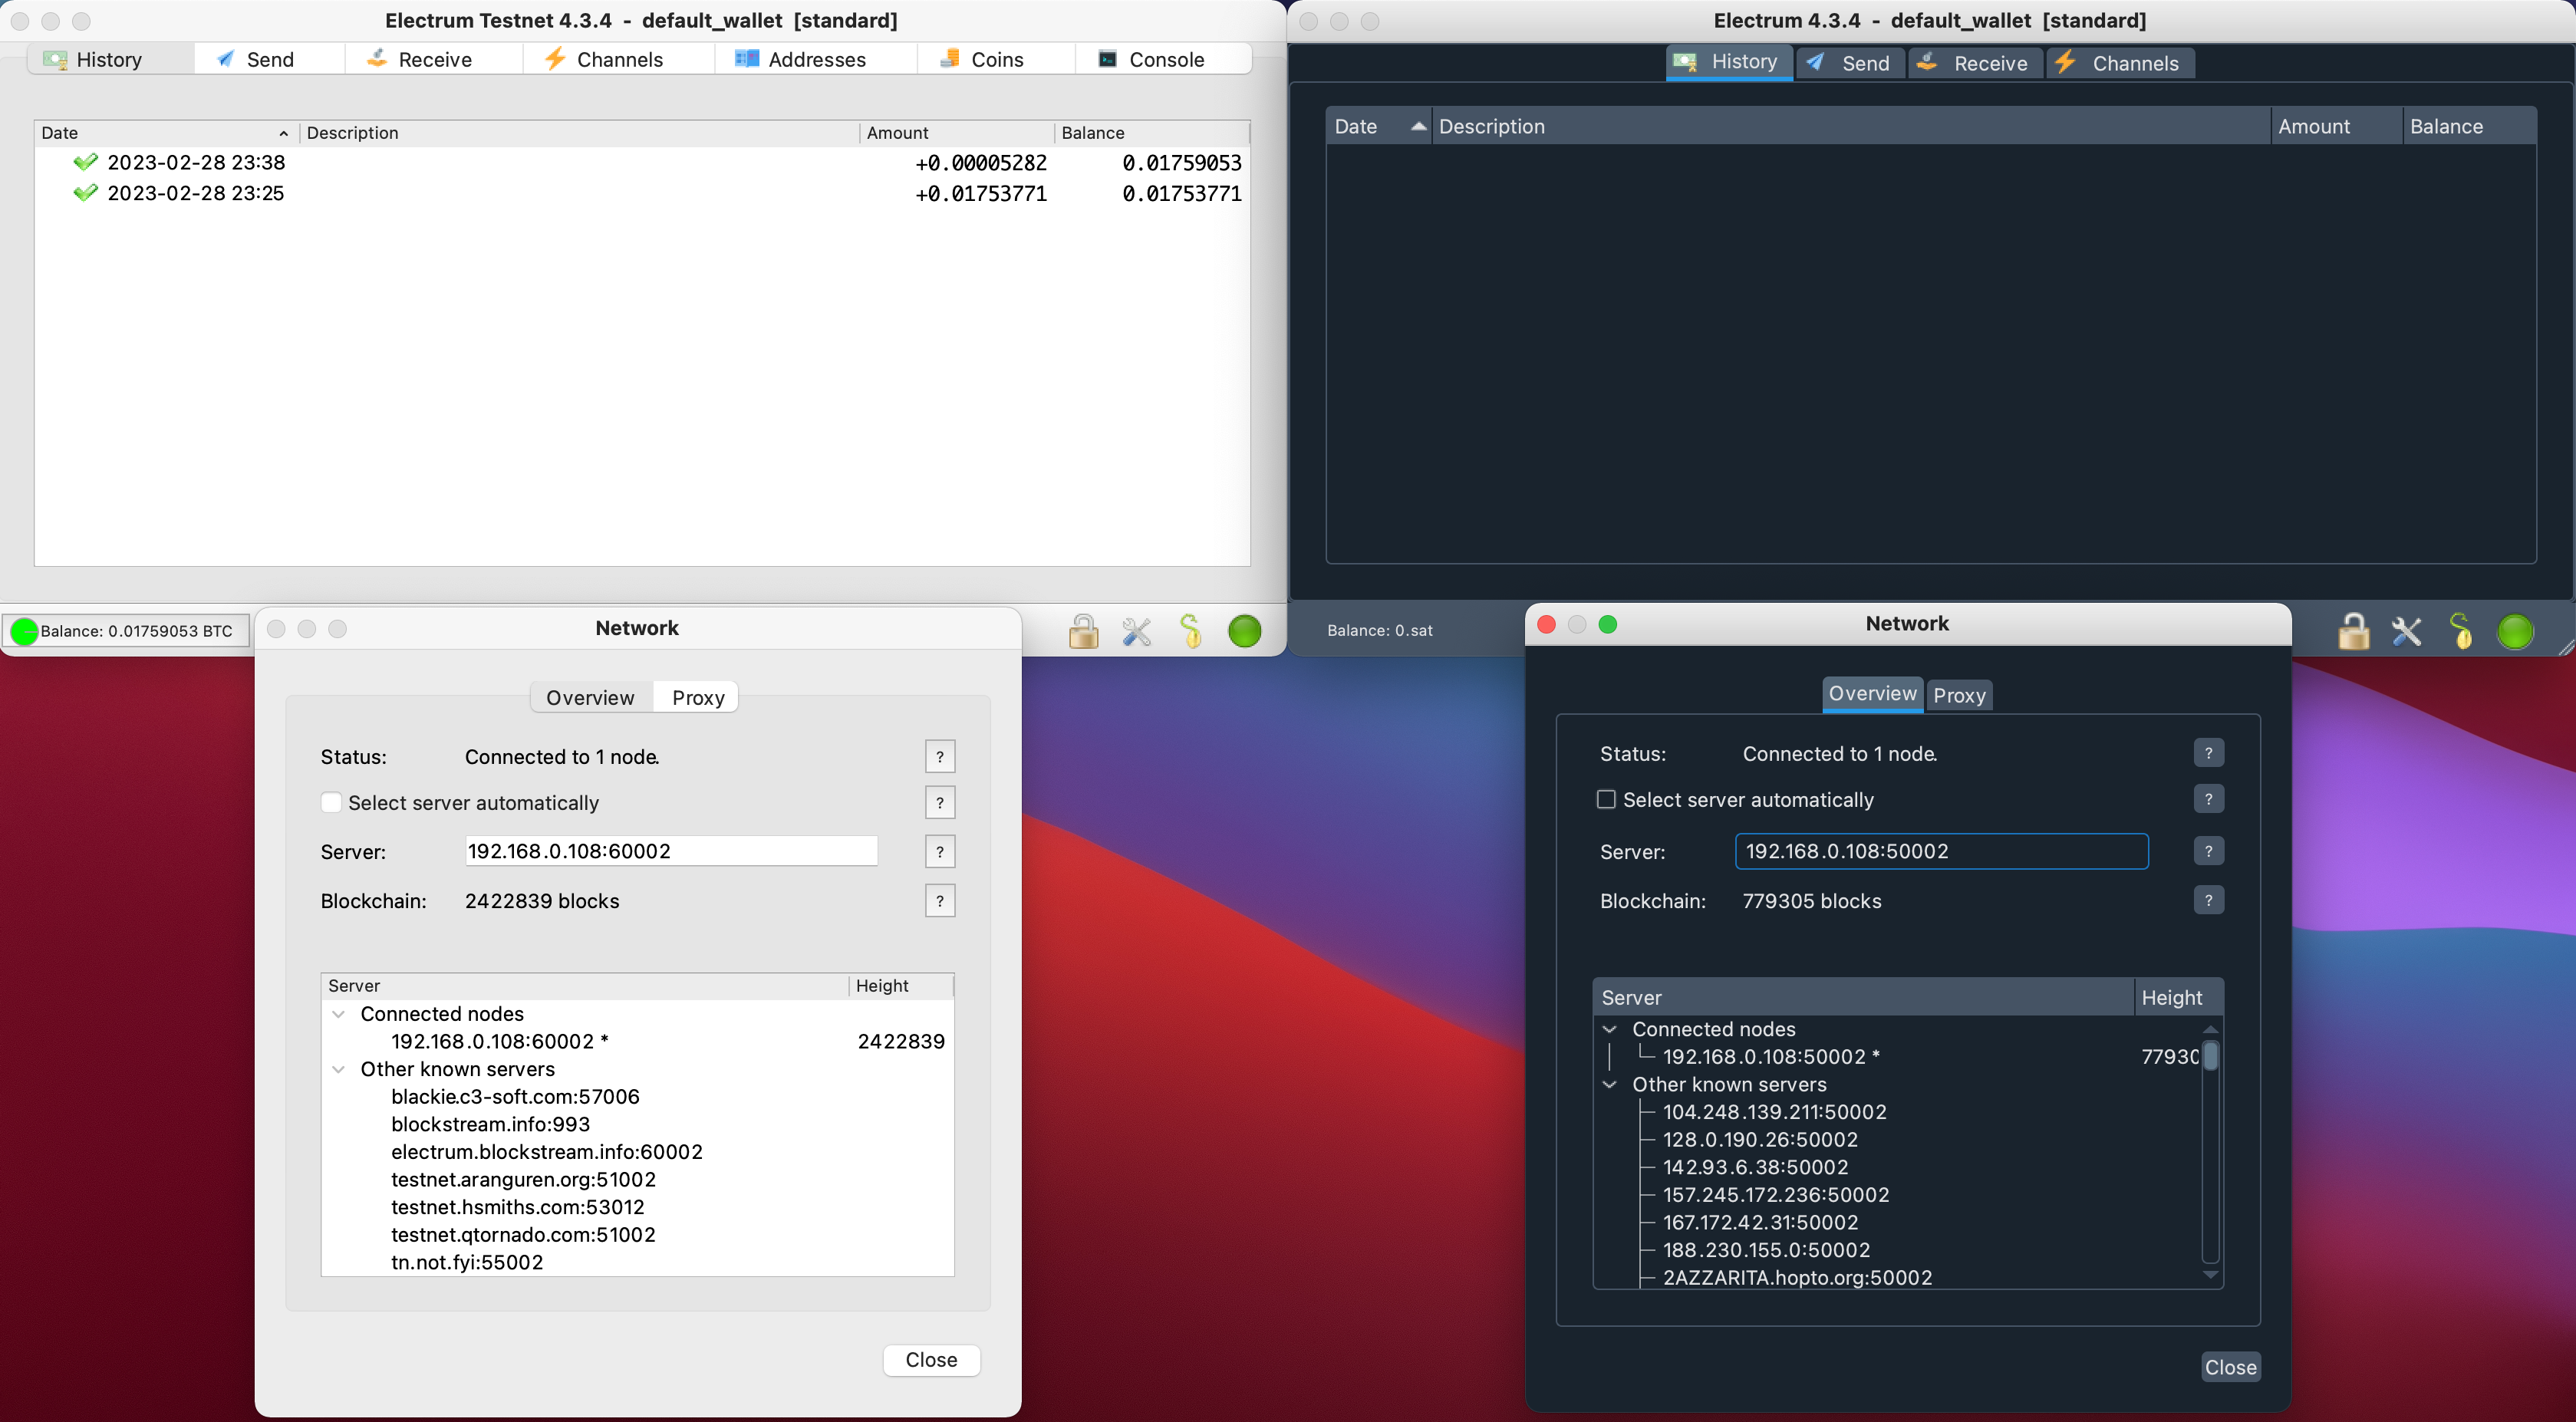 Electrum Testnet 4.3.4 - default_wallet [standard]
History Send Receive Channels Addresses Coins Console
Date Description Amount Balance
2023-02-28 23:38 +0.00005282 0.01759053
2023-02-28 23:25 +0.01753771 0.01753771
Balance: 0.01759053 BTC
Network
Overview Proxy
Status: Connected to 1 node. ?
Select server automatically ?
Server: 192.168.0.108:60002 ?
Blockchain: 2422839 blocks ?
Server Height
Connected nodes
192.168.0.108:60002 * 2422839
Other known servers
blackie.c3-soft.com:57006
blockstream.info:993
electrum.blockstream.info:60002
testnet.aranguren.org:51002
testnet.hsmiths.com:53012
testnet.qtornado.com:51002
tn.not.fyi:55002
Close
Electrum 4.3.4 - default_wallet [standard]
History Send Receive Channels
Date Description Amount Balance
Balance: 0.sat
Network
Overview Proxy
Status: Connected to 1 node. ?
Select server automatically ?
Server: 192.168.0.108:50002 ?
Blockchain: 779305 blocks ?
Server Height
Connected nodes
192.168.0.108:50002 * 77930
Other known servers
104.248.139.211:50002
128.0.190.26:50002
142.93.6.38:50002
157.245.172.236:50002
167.172.42.31:50002
188.230.155.0:50002
2AZZARITA.hopto.org:50002
Close